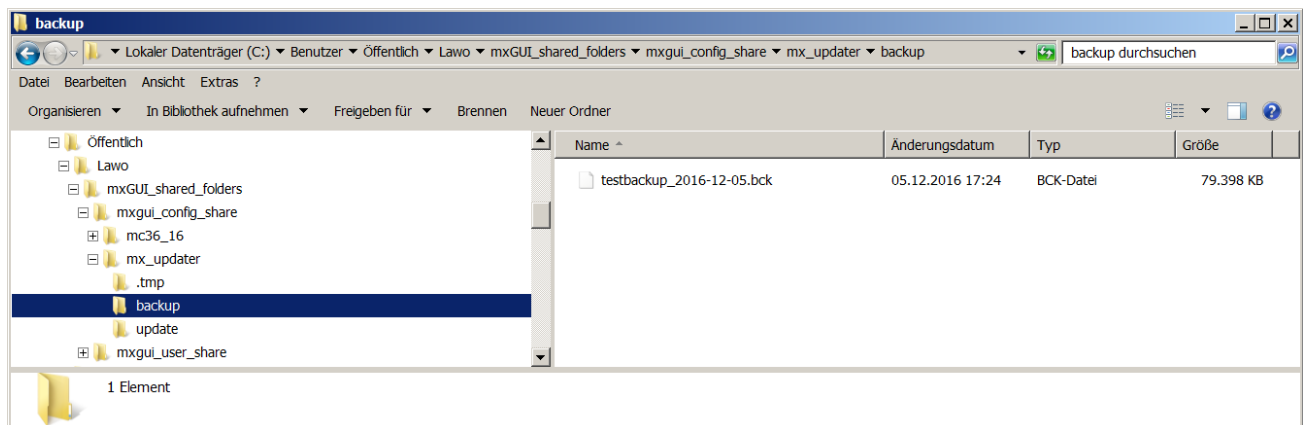 backup
Lokaler Datenträger (C:) Benutzer Öffentlich Lawo mxGUI_shared_folders mxgui_config_share mx_updater backup backup durchsuchen
Datei Bearbeiten Ansicht Extras ?
Organisieren In Bibliothek aufnehmen Freigeben für Brennen Neuer Ordner
Öffentlich
Lawo
mxGUI_shared_folders
mxgui_config_share
mc36_16
mx_updater
.tmp
backup
update
mxgui_user_share
Name Änderungsdatum Typ Größe
testbackup_2016-12-05.bck 05.12.2016 17:24 BCK-Datei 79.398 KB
1 Element